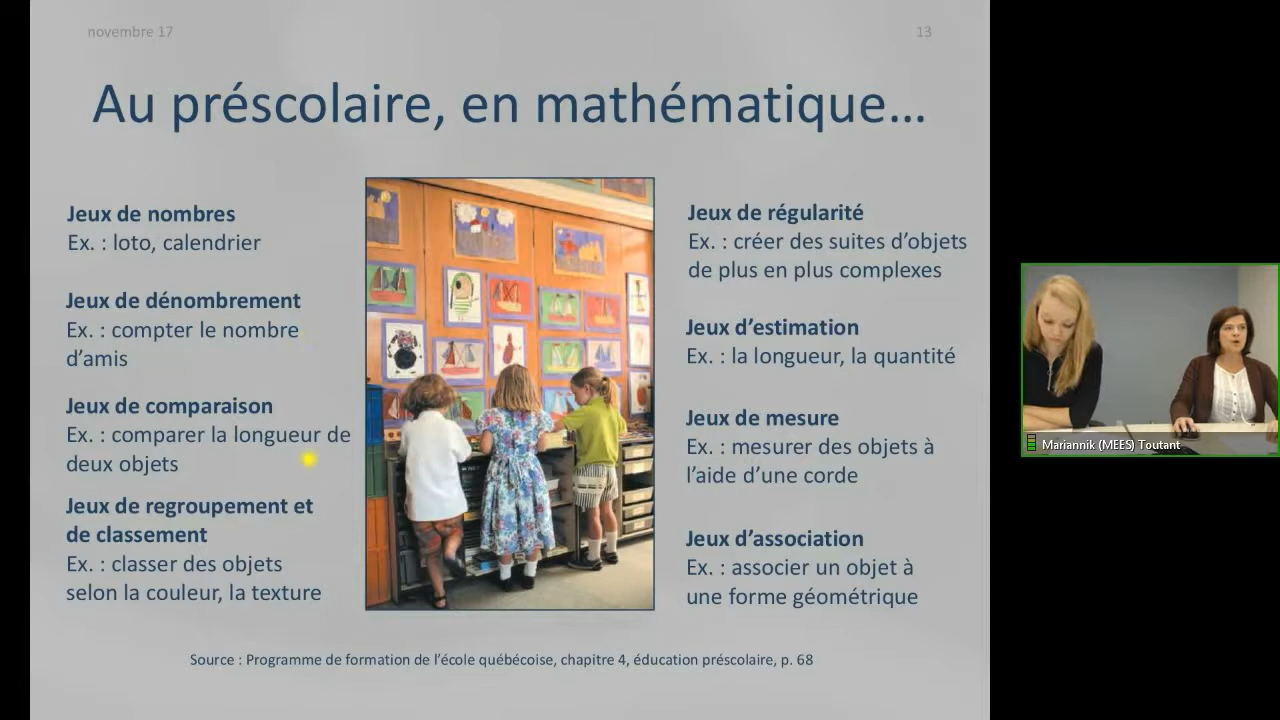 novembre 17
13
Au préscolaire, en mathématique…
Jeux de nombres
Ex. : loto, calendrier
Jeux de dénombrement
Ex. : compter le nombre
d’amis
Jeux de comparaison
Ex. : comparer la longueur de
deux objets
Jeux de regroupement et
de classement
Ex. : classer des objets
selon la couleur, la texture
Jeux de régularité
Ex. : créer des suites d’objets
de plus en plus complexes
Jeux d’estimation
Ex. : la longueur, la quantité
Jeux de mesure
Ex. : mesurer des objets à
l’aide d’une corde
Jeux d’association
Ex. : associer un objet à
une forme géométrique
Source : Programme de formation de l’école québécoise, chapitre 4, éducation préscolaire, p. 68
Mariannik (MEES) Toutant